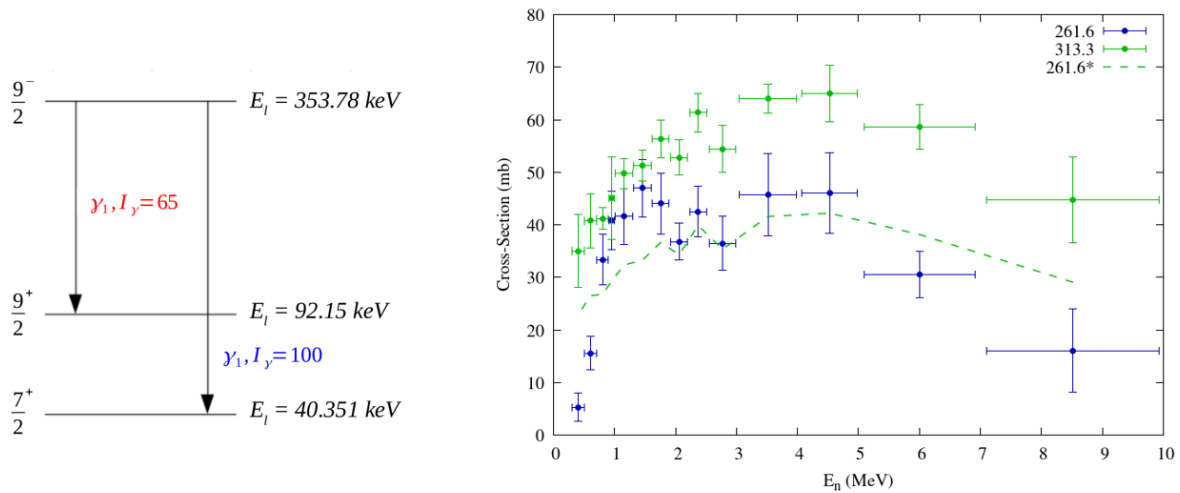 9⁻/2
E_l = 353.78 keV
γ₁, I_γ=65
9⁺/2
E_l = 92.15 keV
γ₁, I_γ=100
7⁺/2
E_l = 40.351 keV
80
70
60
50
40
30
20
10
0
Cross-Section (mb)
261.6
313.3
261.6*
0 1 2 3 4 5 6 7 8 9 10
E_n (MeV)